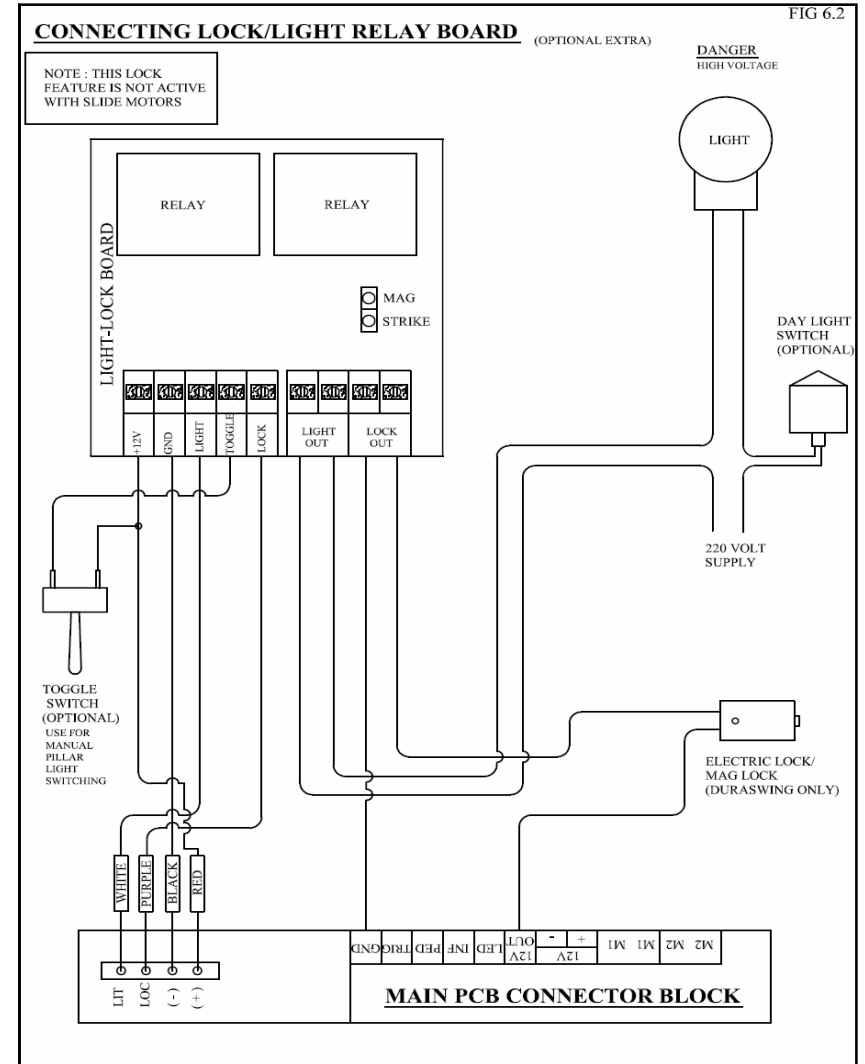 FIG 6.2
CONNECTING LOCK/LIGHT RELAY BOARD
(OPTIONAL EXTRA)
DANGER
HIGH VOLTAGE
NOTE : THIS LOCK
FEATURE IS NOT ACTIVE
WITH SLIDE MOTORS
LIGHT
RELAY
RELAY
LIGHT-LOCK BOARD
MAG
STRIKE
DAY LIGHT
SWITCH
(OPTIONAL)
+12V
GND
LIGHT
TOGGLE
LOCK
LIGHT
OUT
LOCK
OUT
220 VOLT
SUPPLY
TOGGLE
SWITCH
(OPTIONAL)
USE FOR
MANUAL
PILLAR
LIGHT
SWITCHING
ELECTRIC LOCK/
MAG LOCK
(DURASWING ONLY)
WHITE
PURPLE
BLACK
RED
GND
TRIG
PED
INF
LED
12V
OUT
- +
12V
M1
M1
M2
M2
LIT
LOC
(-)
(+)
MAIN PCB CONNECTOR BLOCK